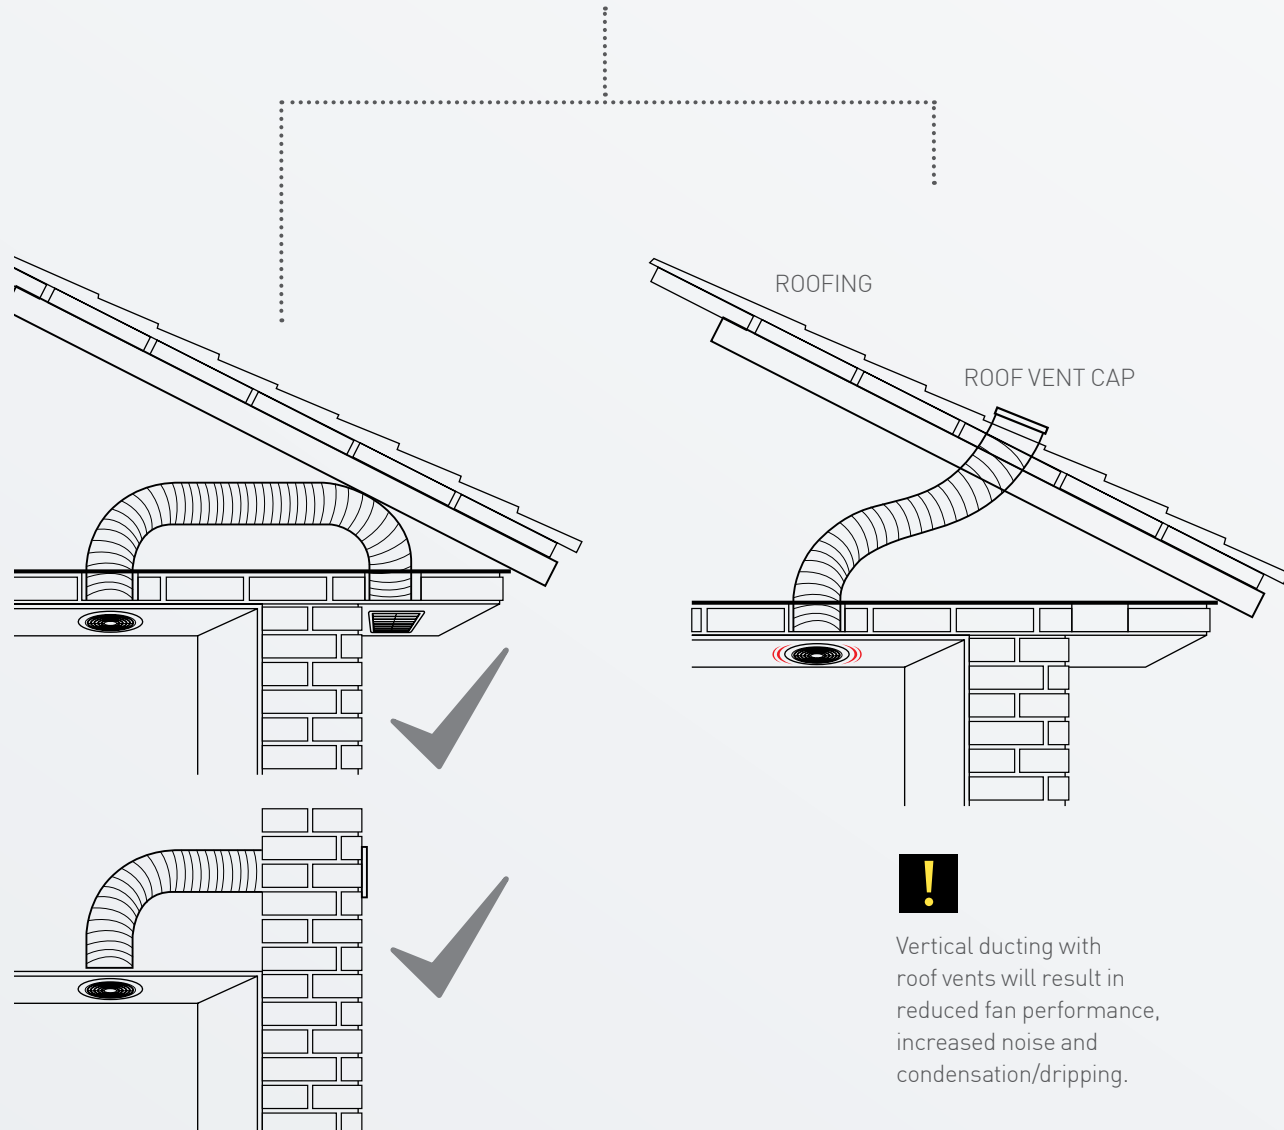 ROOFING
ROOF VENT CAP
!
Vertical ducting with
roof vents will result in
reduced fan performance,
increased noise and
condensation/dripping.